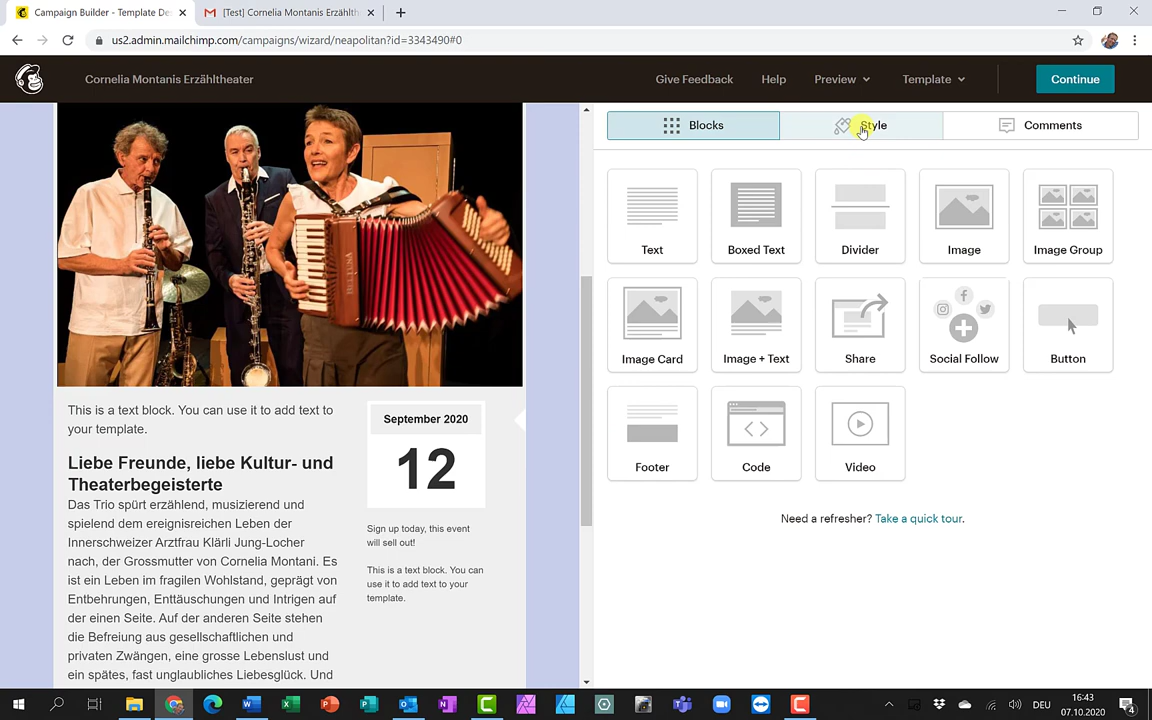 Campaign Builder - Template De
[Test] Cornelia Montanis Erzählth
us2.admin.mailchimp.com/campaigns/wizard/neapolitan?id=3343490#0
Cornelia Montanis Erzähltheater
Give Feedback
Help
Preview
Template
Continue
Blocks
Style
Comments
Text
Boxed Text
Divider
Image
Image Group
Image Card
Image + Text
Share
Social Follow
Button
Footer
Code
Video
Need a refresher? Take a quick tour.
BELTUNA
This is a text block. You can use it to add text to
your template.
Liebe Freunde, liebe Kultur- und
Theaterbegeisterte
Das Trio spürt erzählend, musizierend und
spielend dem ereignisreichen Leben der
Innerschweizer Arztfrau Klärli Jung-Locher
nach, der Grossmutter von Cornelia Montani. Es
ist ein Leben im fragilen Wohlstand, geprägt von
Entbehrungen, Enttäuschungen und Intrigen auf
der einen Seite. Auf der anderen Seite stehen
die Befreiung aus gesellschaftlichen und
privaten Zwängen, eine grosse Lebenslust und
ein spätes, fast unglaubliches Liebesglück. Und
September 2020
12
Sign up today, this event
will sell out!
This is a text block. You can
use it to add text to your
template.
DEU
16:43
07.10.2020
4